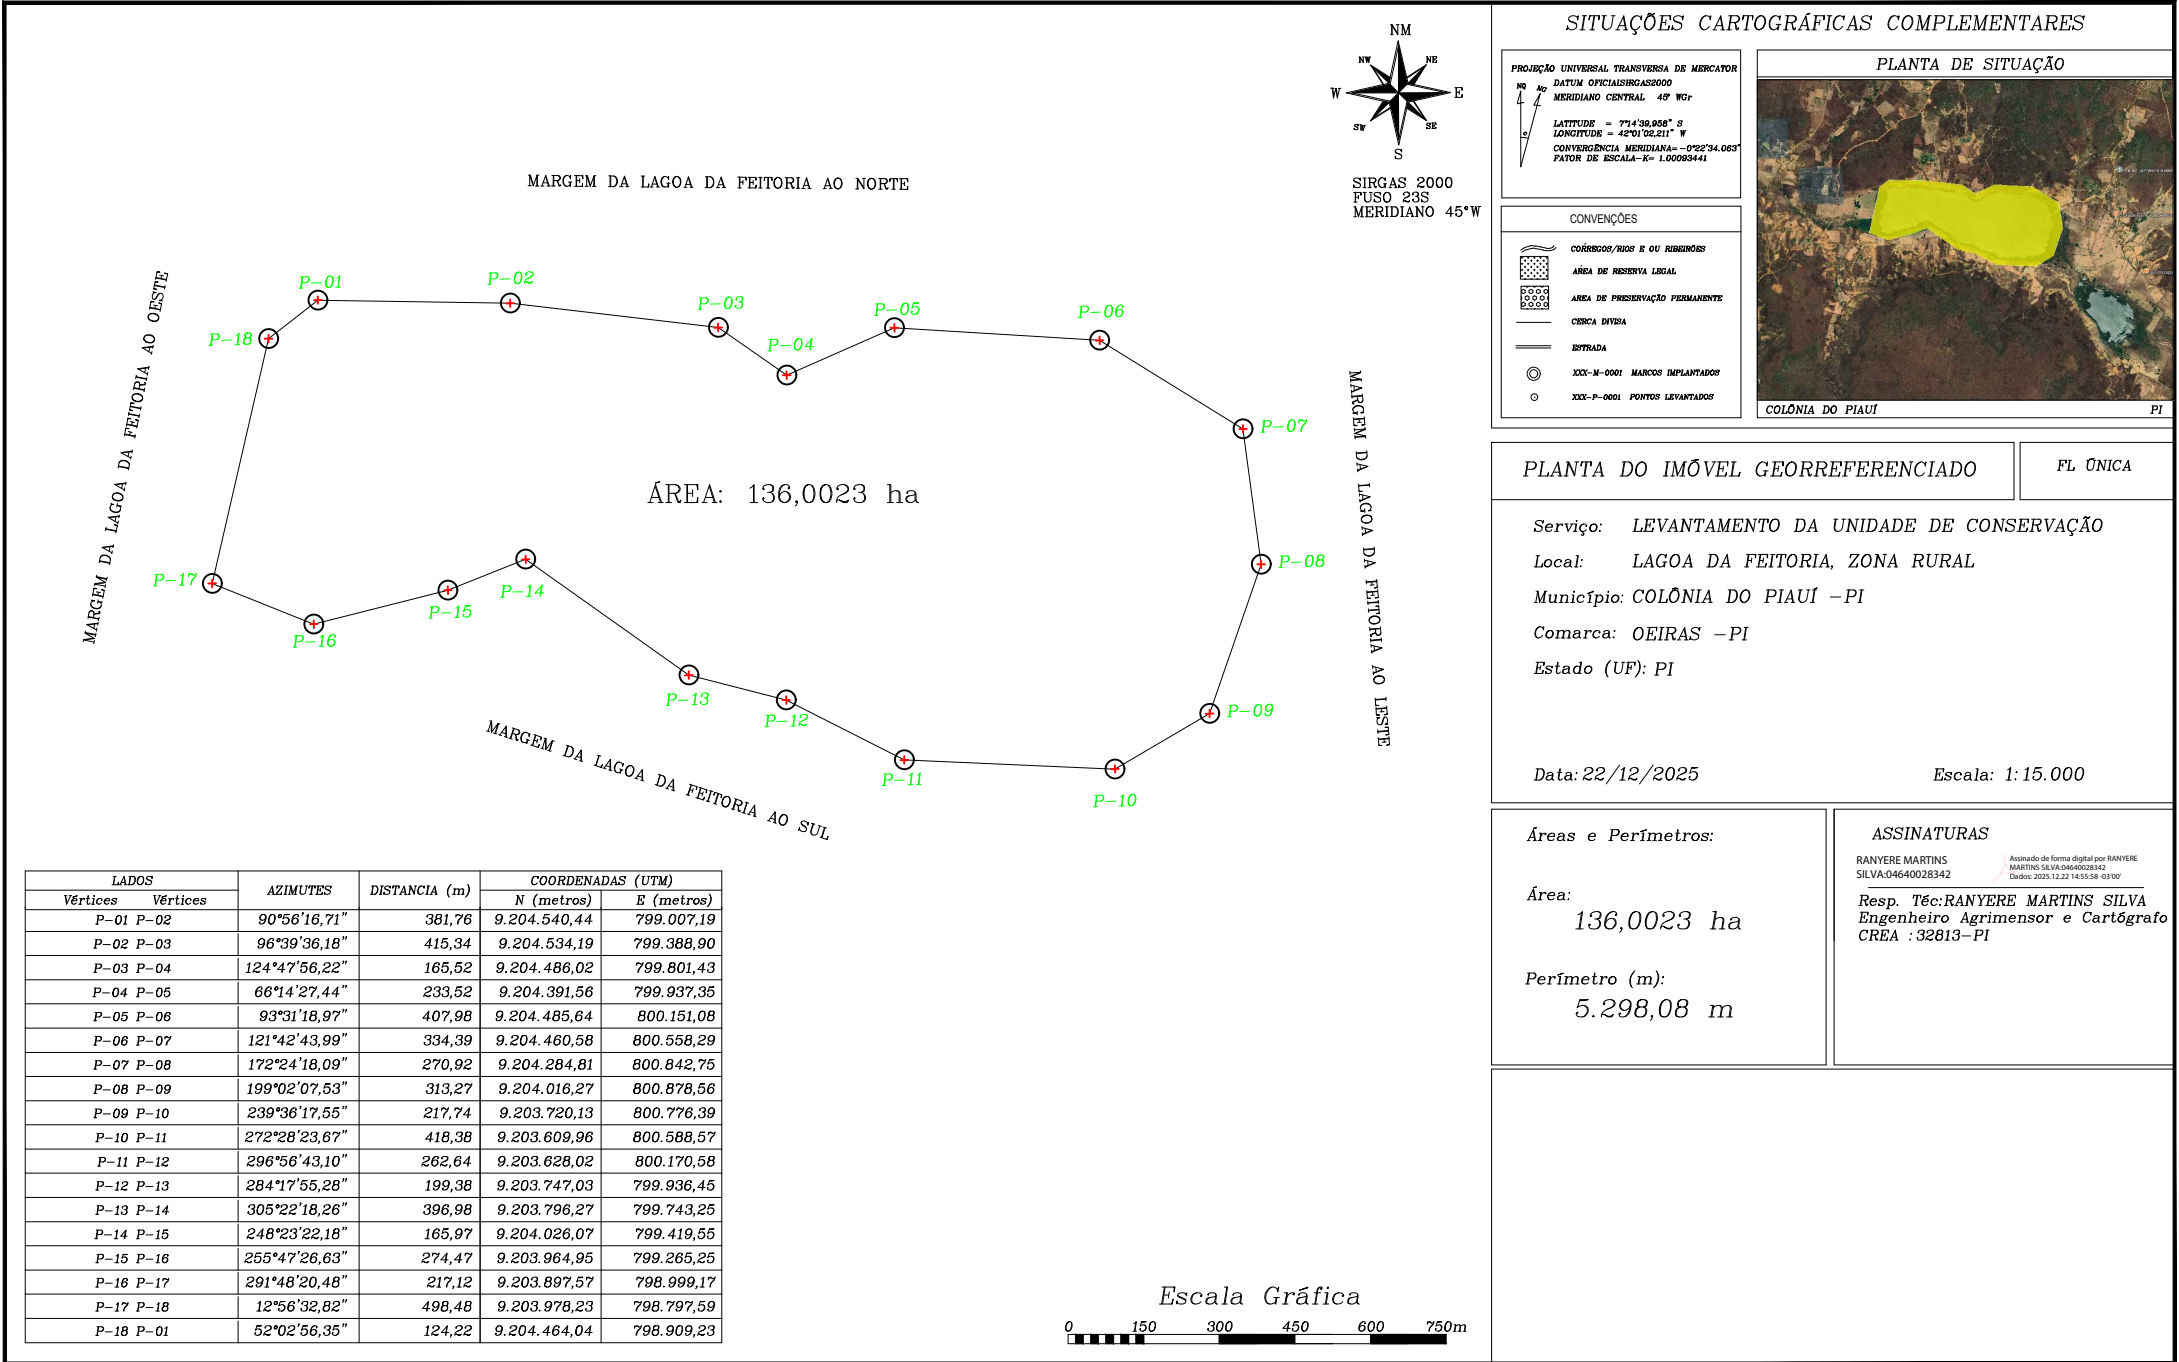 NM
NW NE
W E
SW SE
S
SIRGAS 2000
FUSO 23S
MERIDIANO 45°W
MARGEM DA LAGOA DA FEITORIA AO NORTE
MARGEM DA LAGOA DA FEITORIA AO OESTE
MARGEM DA LAGOA DA FEITORIA AO LESTE
MARGEM DA LAGOA DA FEITORIA AO SUL
P-01
P-02
P-03
P-04
P-05
P-06
P-07
P-08
P-09
P-10
P-11
P-12
P-13
P-14
P-15
P-16
P-17
P-18
ÁREA: 136,0023 ha
LADOS AZIMUTES DISTANCIA (m) COORDENADAS (UTM)
Vértices Vértices N (metros) E (metros)
P-01 P-02 90°56'16,71" 381,76 9.204.540,44 799.007,19
P-02 P-03 96°39'36,18" 415,34 9.204.534,19 799.388,90
P-03 P-04 124°47'56,22" 165,52 9.204.486,02 799.801,43
P-04 P-05 66°14'27,44" 233,52 9.204.391,56 799.937,35
P-05 P-06 93°31'18,97" 407,98 9.204.485,64 800.151,08
P-06 P-07 121°42'43,99" 334,39 9.204.460,58 800.558,29
P-07 P-08 172°24'18,09" 270,92 9.204.284,81 800.842,75
P-08 P-09 199°02'07,53" 313,27 9.204.016,27 800.878,56
P-09 P-10 239°36'17,55" 217,74 9.203.720,13 800.776,39
P-10 P-11 272°28'23,67" 418,38 9.203.609,96 800.588,57
P-11 P-12 296°56'43,10" 262,64 9.203.628,02 800.170,58
P-12 P-13 284°17'55,28" 199,38 9.203.747,03 799.936,45
P-13 P-14 305°22'18,26" 396,98 9.203.796,27 799.743,25
P-14 P-15 248°23'22,18" 165,97 9.204.026,07 799.419,55
P-15 P-16 255°47'26,63" 274,47 9.203.964,95 799.265,25
P-16 P-17 291°48'20,48" 217,12 9.203.897,57 798.999,17
P-17 P-18 12°56'32,82" 498,48 9.203.978,23 798.797,59
P-18 P-01 52°02'56,35" 124,22 9.204.464,04 798.909,23
Escala Gráfica
0 150 300 450 600 750m
SITUAÇÕES CARTOGRÁFICAS COMPLEMENTARES
PROJEÇÃO UNIVERSAL TRANSVERSA DE MERCATOR
DATUM OFICIALSIRGAS2000
MERIDIANO CENTRAL 45° WGr
NQ NG
c
LATITUDE = 7°14'39,958" S
LONGITUDE = 42°01'02,211" W
CONVERGÊNCIA MERIDIANA= -0°22'34.063"
FATOR DE ESCALA-K= 1.00093441
CONVENÇÕES
CÓRREGOS/RIOS E OU RIBEIRÕES
ÁREA DE RESERVA LEGAL
AREA DE PRESERVAÇÃO PERMANENTE
CERCA DIVISA
ESTRADA
XXX-M-0001 MARCOS IMPLANTADOS
XXX-P-0001 PONTOS LEVANTADOS
PLANTA DE SITUAÇÃO
COLÔNIA DO PIAUÍ PI
PLANTA DO IMÓVEL GEORREFERENCIADO
FL ÚNICA
Serviço: LEVANTAMENTO DA UNIDADE DE CONSERVAÇÃO
Local: LAGOA DA FEITORIA, ZONA RURAL
Município: COLÔNIA DO PIAUÍ -PI
Comarca: OEIRAS -PI
Estado (UF): PI
Data: 22/12/2025 Escala: 1:15.000
Áreas e Perímetros:
Área:
136,0023 ha
Perímetro (m):
5.298,08 m
ASSINATURAS
RANYERE MARTINS
SILVA:04640028342
Assinado de forma digital por RANYERE
MARTINS SILVA:04640028342
Dados: 2025.12.22 14:55:58 -03'00'
Resp. Téc:RANYERE MARTINS SILVA
Engenheiro Agrimensor e Cartógrafo
CREA :32813-PI